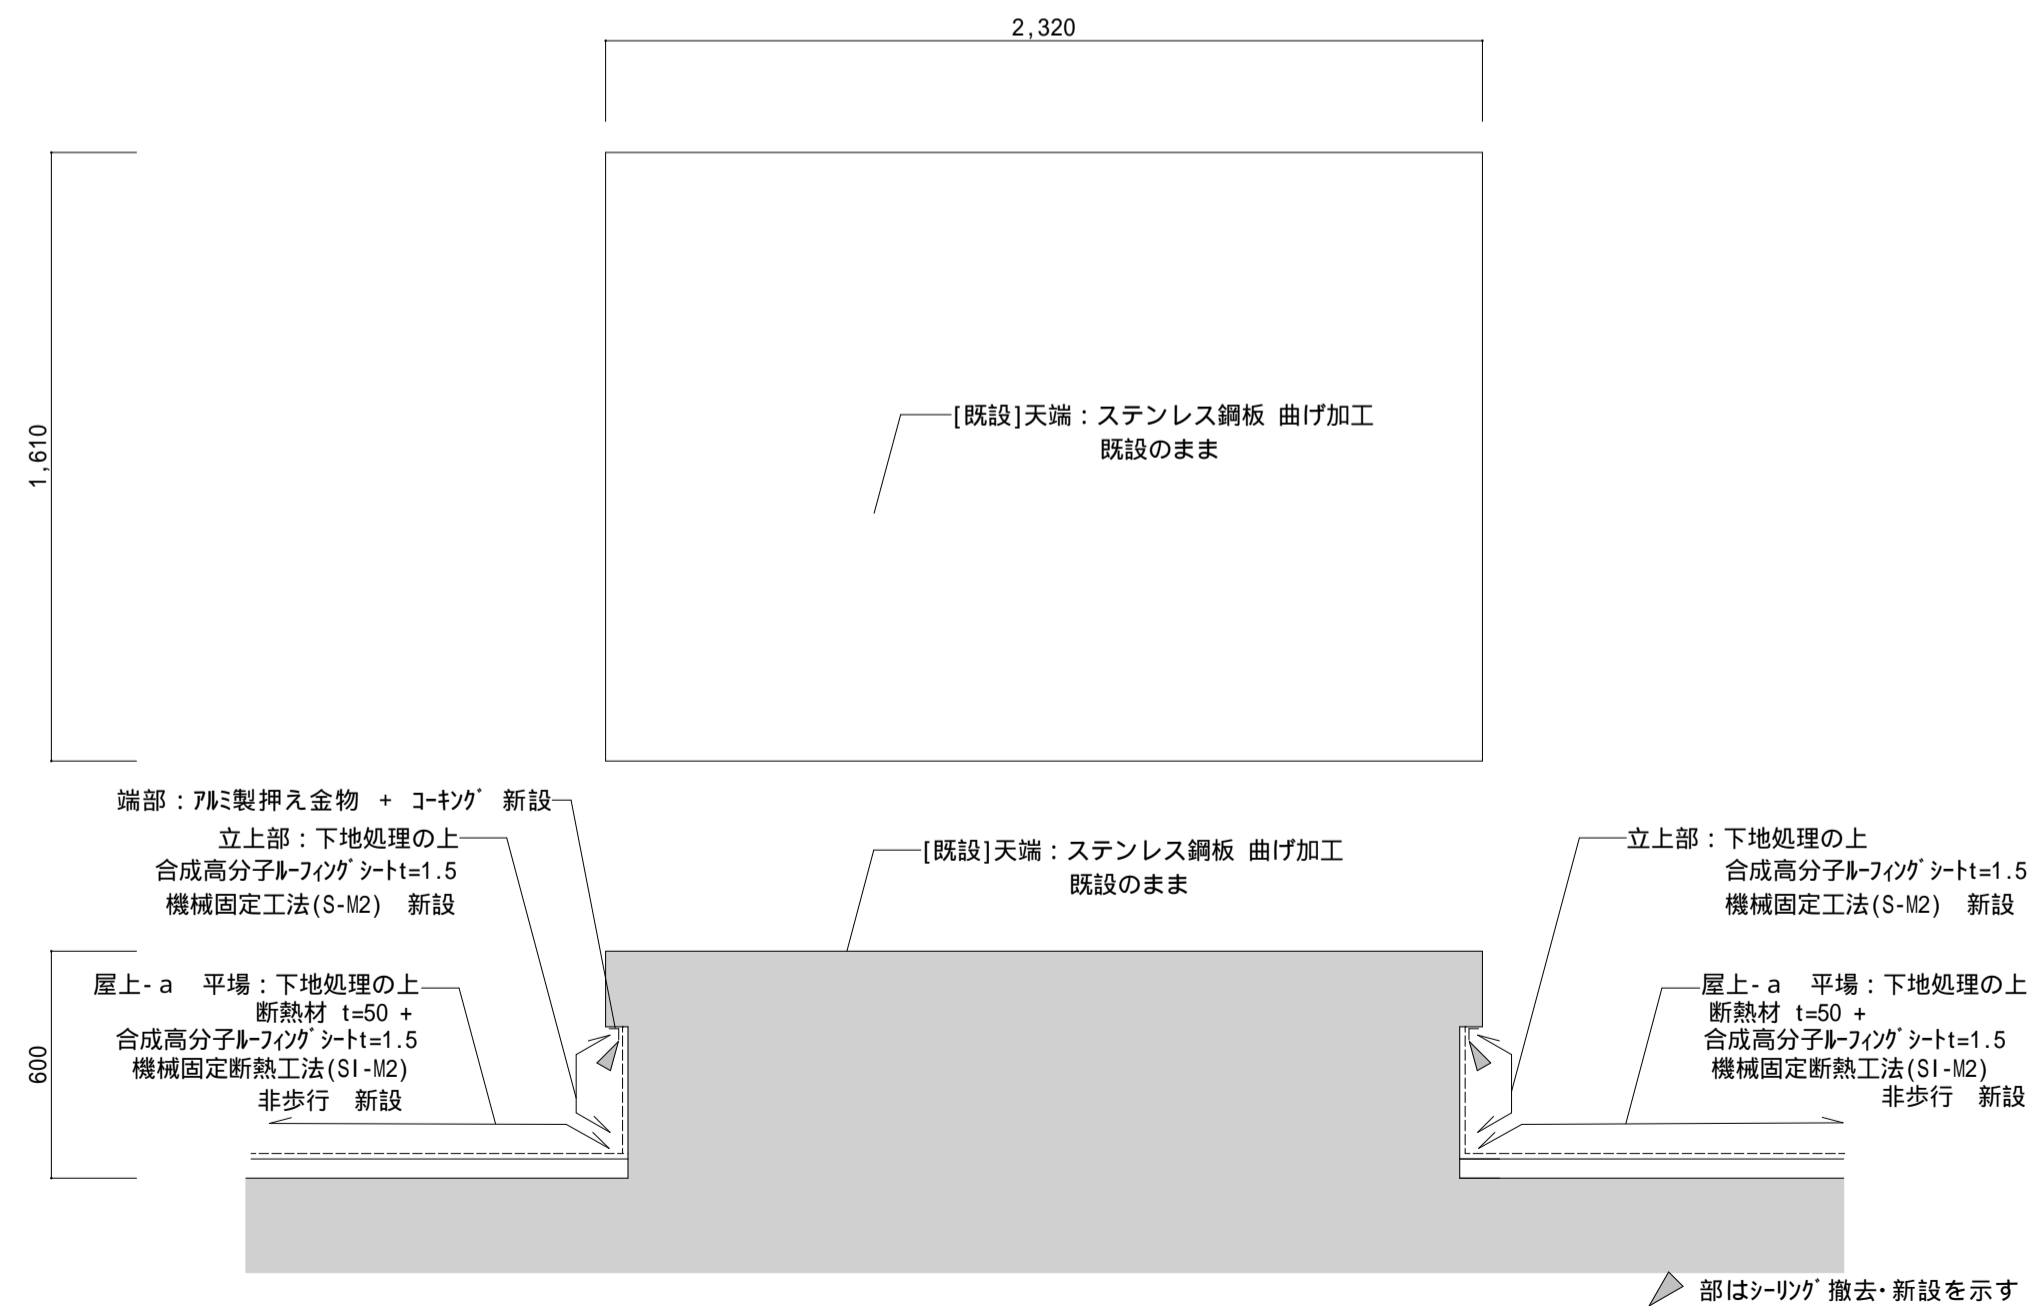 2,320
1,610
[既設]天端：ステンレス鋼板 曲げ加工
既設のまま
端部：ｱﾙﾐ製押え金物 + ｺｰｷﾝｸﾞ 新設
立上部：下地処理の上
合成高分子ﾙｰﾌｨﾝｸﾞｼｰﾄt=1.5
機械固定工法(S-M2) 新設
屋上-ａ 平場：下地処理の上
断熱材 t=50 +
合成高分子ﾙｰﾌｨﾝｸﾞｼｰﾄt=1.5
機械固定断熱工法(SI-M2)
非歩行 新設
600
[既設]天端：ステンレス鋼板 曲げ加工
既設のまま
立上部：下地処理の上
合成高分子ﾙｰﾌｨﾝｸﾞｼｰﾄt=1.5
機械固定工法(S-M2) 新設
屋上-ａ 平場：下地処理の上
断熱材 t=50 +
合成高分子ﾙｰﾌｨﾝｸﾞｼｰﾄt=1.5
機械固定断熱工法(SI-M2)
非歩行 新設
部はｼｰﾘﾝｸﾞ撤去・新設を示す